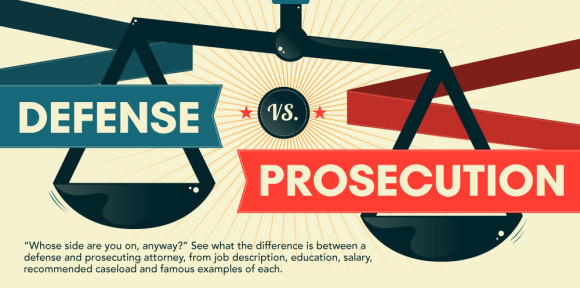 DEFENSE
VS.
PROSECUTION
“Whose side are you on, anyway?” See what the difference is between a
defense and prosecuting attorney, from job description, education, salary,
recommended caseload and famous examples of each.